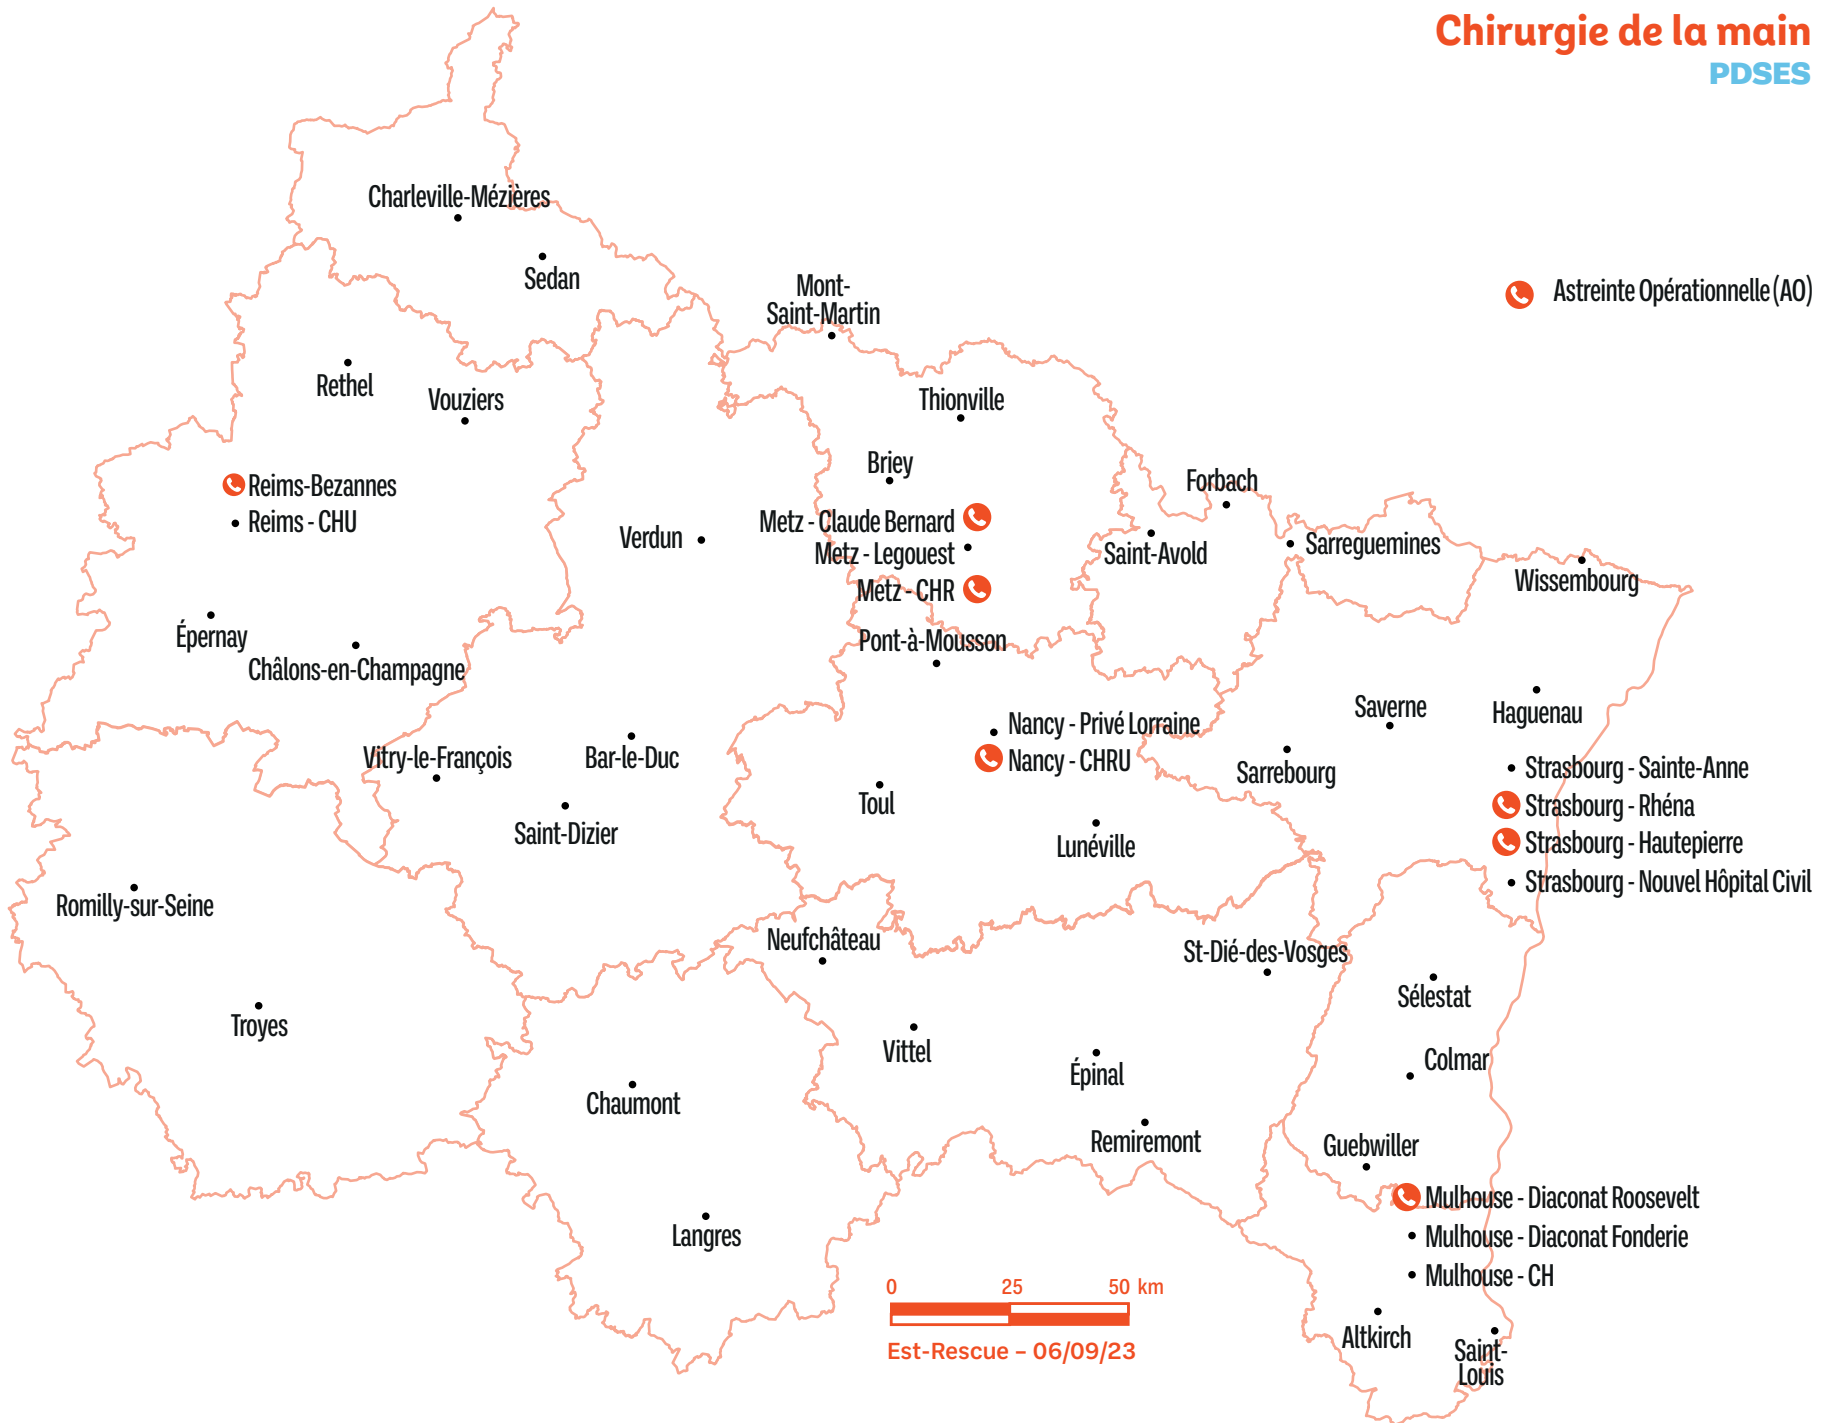 Chirurgie de la main
PDSES
Astreinte Opérationnelle (AO)
Charleville-Mézières
Sedan
Mont-
Saint-Martin
Rethel
Vouziers
Thionville
Briey
Forbach
Reims-Bezannes
Reims - CHU
Verdun
Metz - Claude Bernard
Metz - Legouest
Metz - CHR
Saint-Avold
Sarreguemines
Wissembourg
Épernay
Châlons-en-Champagne
Pont-à-Mousson
Nancy - Privé Lorraine
Nancy - CHRU
Saverne
Haguenau
Vitry-le-François
Bar-le-Duc
Sarrebourg
Strasbourg - Sainte-Anne
Strasbourg - Rhéna
Strasbourg - Hautepierre
Strasbourg - Nouvel Hôpital Civil
Toul
Saint-Dizier
Lunéville
Romilly-sur-Seine
Neufchâteau
St-Dié-des-Vosges
Sélestat
Troyes
Vittel
Épinal
Colmar
Chaumont
Remiremont
Guebwiller
Mulhouse - Diaconat Roosevelt
Mulhouse - Diaconat Fonderie
Mulhouse - CH
Langres
Altkirch
Saint-
Louis
0 25 50 km
Est-Rescue – 06/09/23